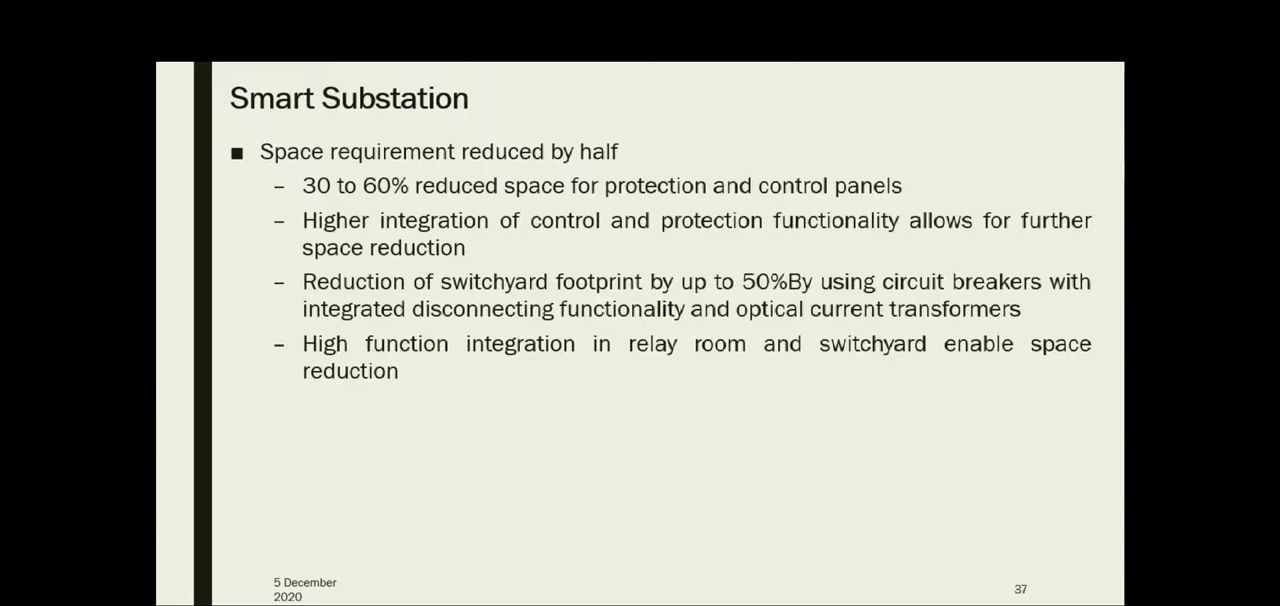 Smart Substation
■ Space requirement reduced by half
– 30 to 60% reduced space for protection and control panels
– Higher integration of control and protection functionality allows for further
space reduction
– Reduction of switchyard footprint by up to 50%By using circuit breakers with
integrated disconnecting functionality and optical current transformers
– High function integration in relay room and switchyard enable space
reduction
5 December
2020
37